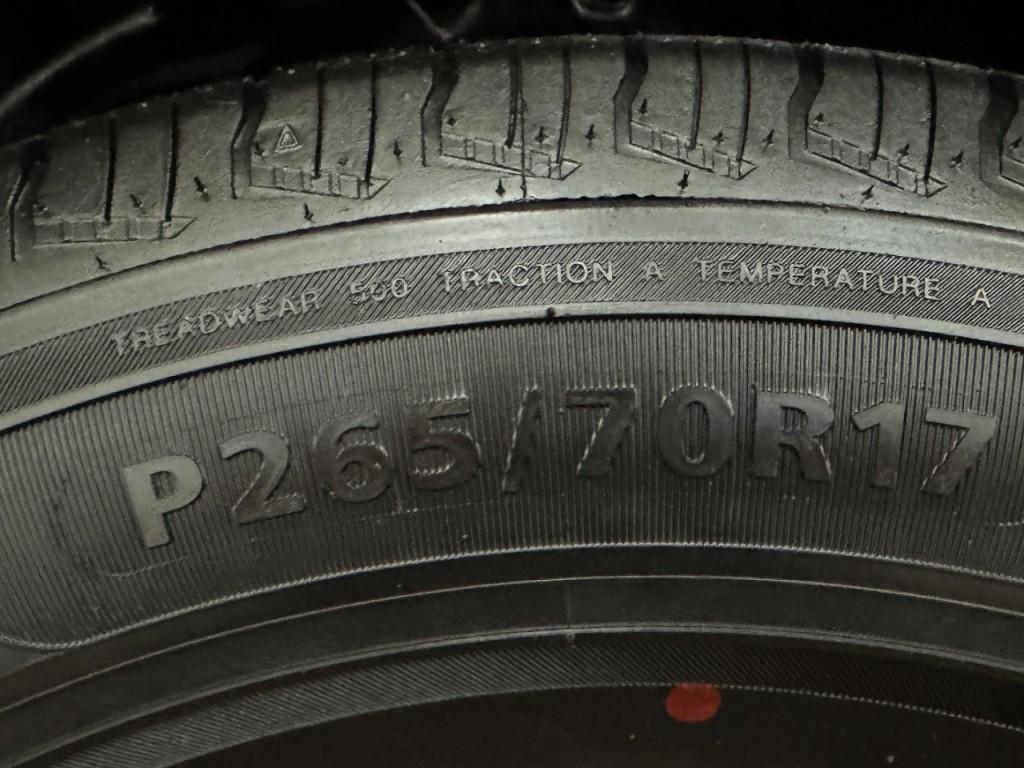 TREADWEAR 500 TRACTION A TEMPERATURE A
P265/70R17